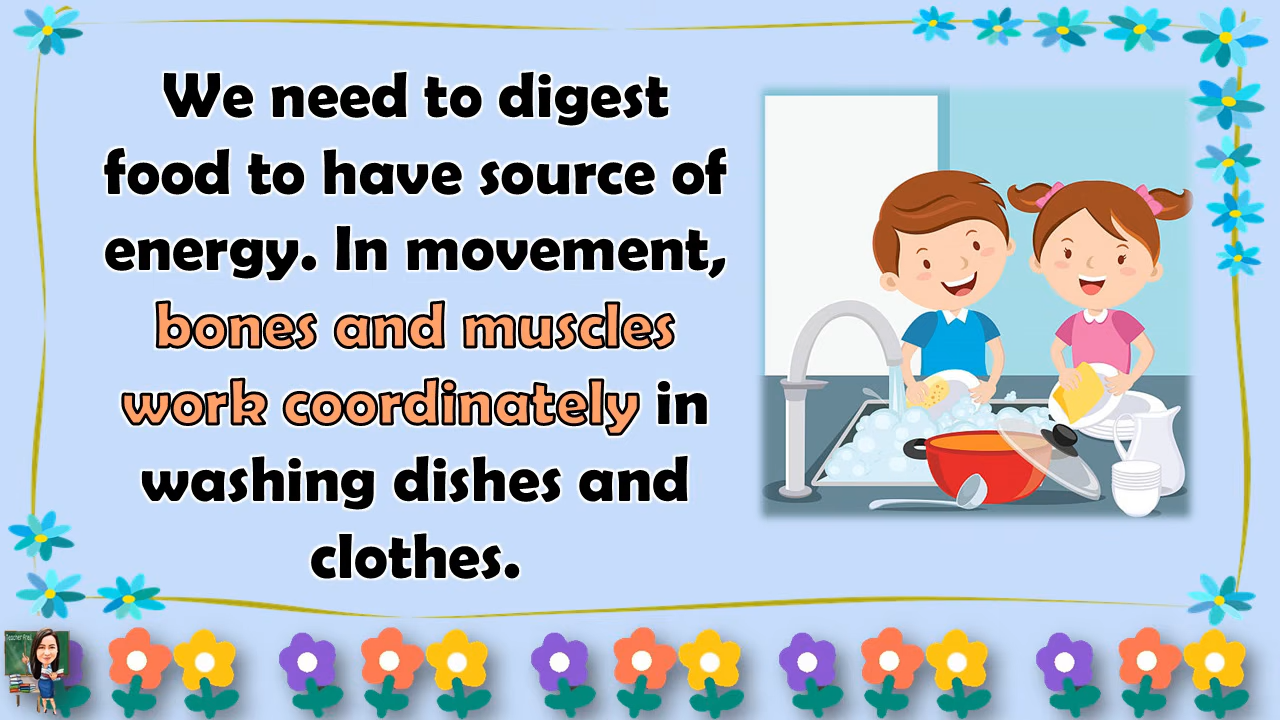 We need to digest
food to have source of
energy. In movement,
bones and muscles
work coordinately in
washing dishes and
clothes.